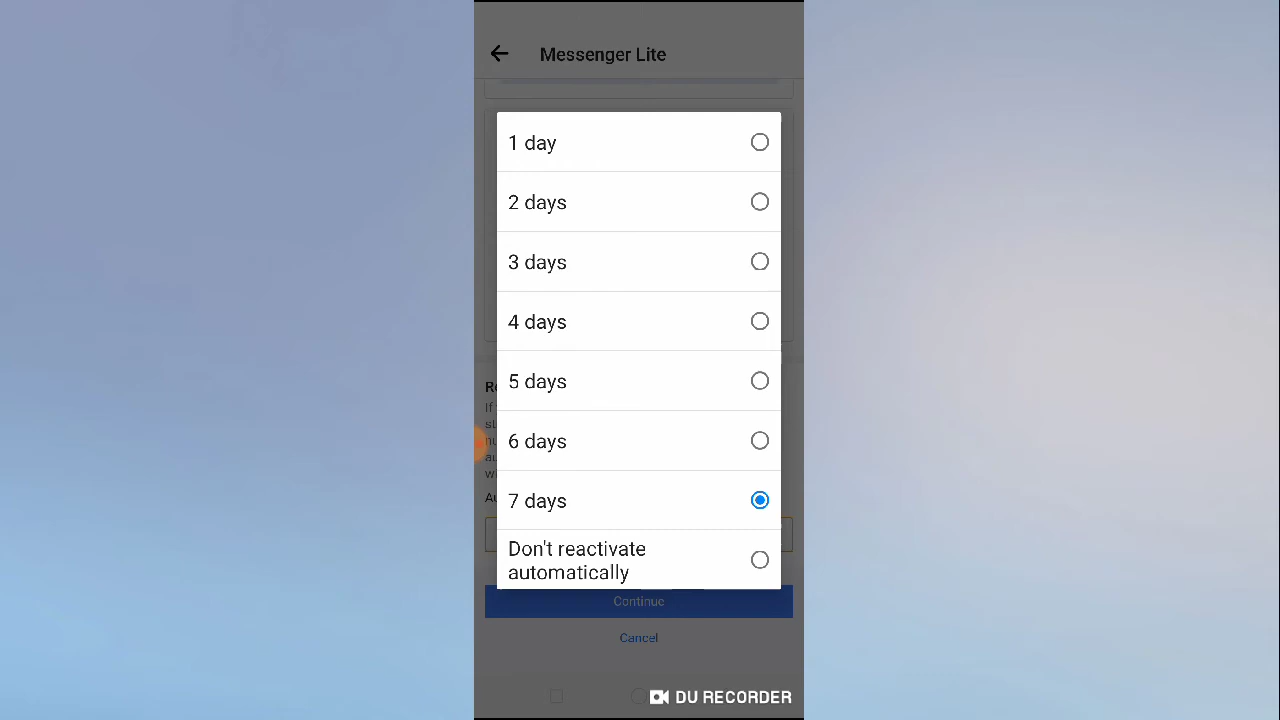 Messenger Lite
1 day
2 days
3 days
4 days
5 days
6 days
7 days
Don't reactivate
automatically
Continue
Cancel
DU RECORDER